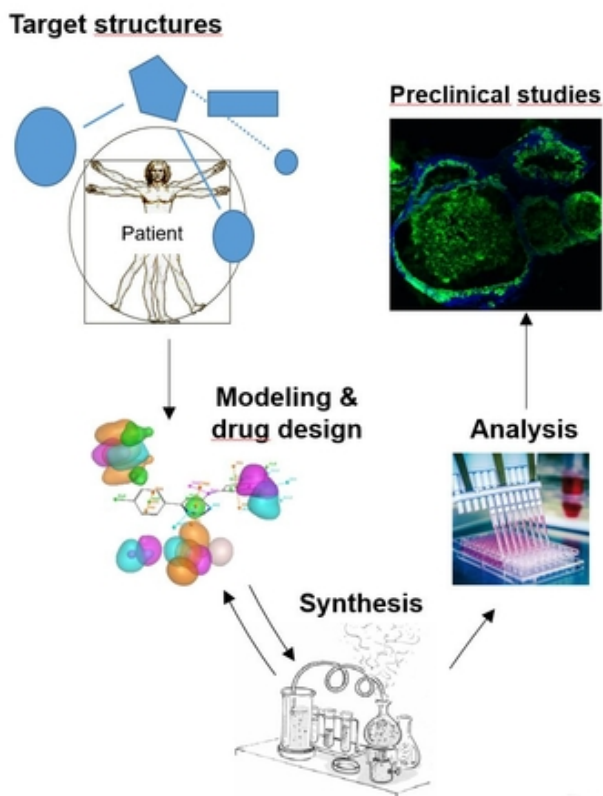 Target structures
Preclinical studies
Patient
Modeling &
drug design
Analysis
Synthesis